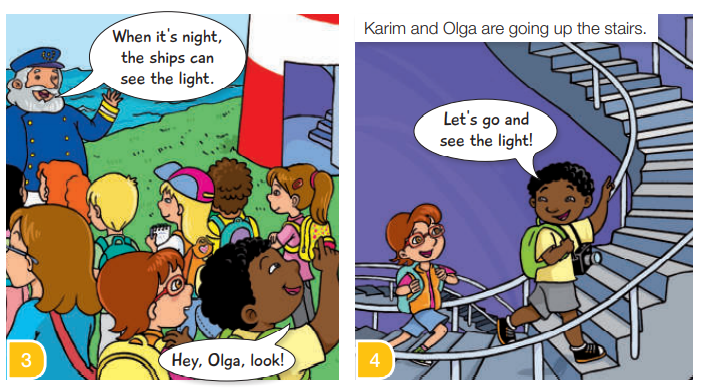 When it's night,
the ships can
see the light.
Hey, Olga, look!
3
Karim and Olga are going up the stairs.
Let's go and
see the light!
4